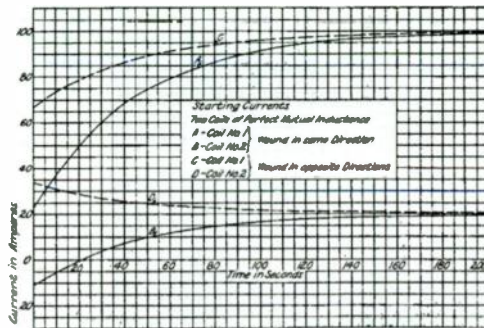 100
80
60
40
20
0
20
C
Starting Currents
Two Coils of Perfect Mutual Inductance
A - Coil No.1
B - Coil No.2
Wound in same Direction
C - Coil No.1
D - Coil No.2
Wound in opposite Directions
20 40 60 80 100 120 140 160 180 200
Time in Seconds
Current in Amperes